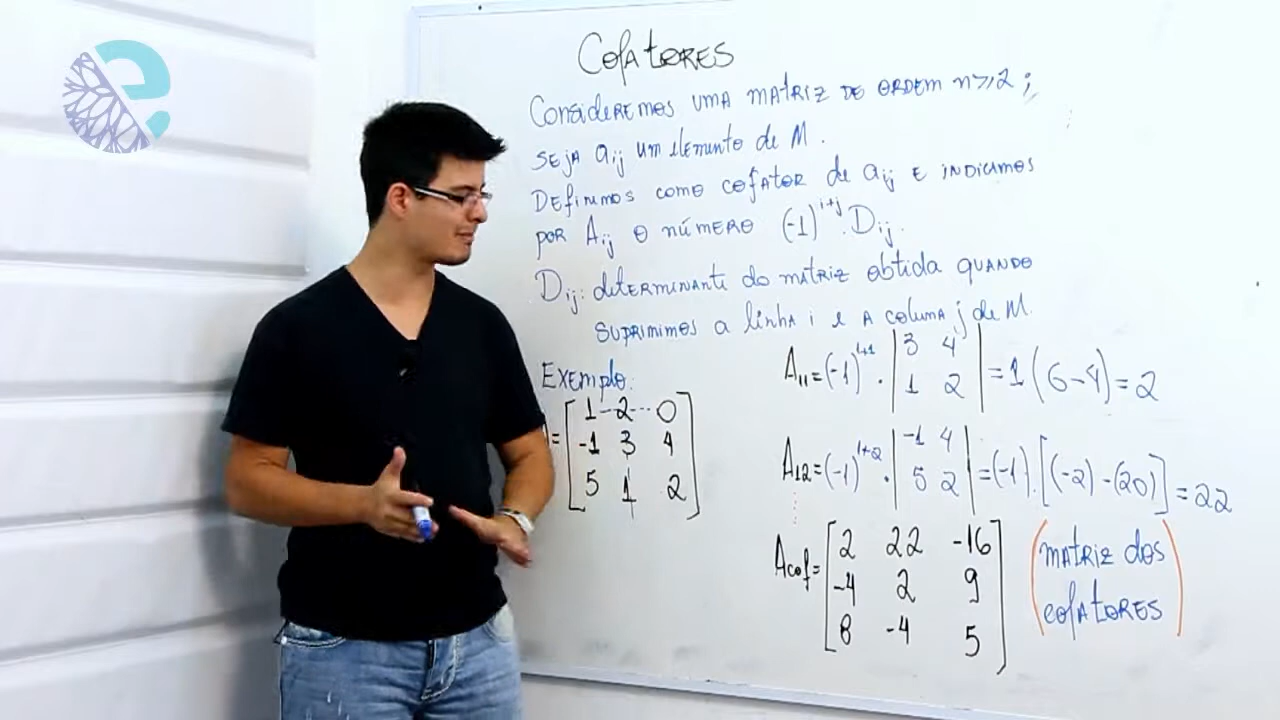 COFATORES
CONSIDEREMOS UMA MATRIZ DE ORDEM n≥2;
SEJA aij UM ELEMENTO de M.
DEFINIMOS COMO COFATOR de aij E INDICAMOS
POR Aij O NÚMERO (-1)^i+j . Dij.
Dij: DETERMINANTE do MATRIZ ObtIdA QUANDO
SUPRIMIMOS A linhA i e A COLUNA j de M.
Exemplo:
= [1 2 0
-1 3 4
5 1 2]
A11=(-1)^1+1 . |3 4
1 2| = 1 (6-4) = 2
A12=(-1)^1+2 . |-1 4
5 2| = (-1).[(-2)-(20)] = 22
Acof= [2 22 -16
-4 2 9
8 -4 5]
(MATRIZ dos
COfATORES)